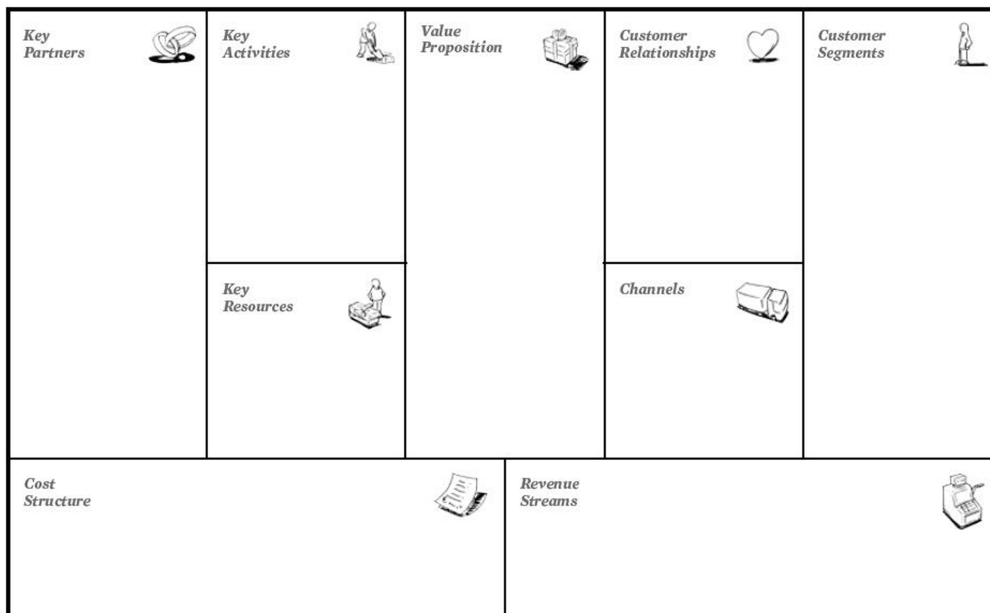 Key
Partners
Key
Activities
Value
Proposition
Customer
Relationships
Customer
Segments
Key
Resources
Channels
Cost
Structure
Revenue
Streams